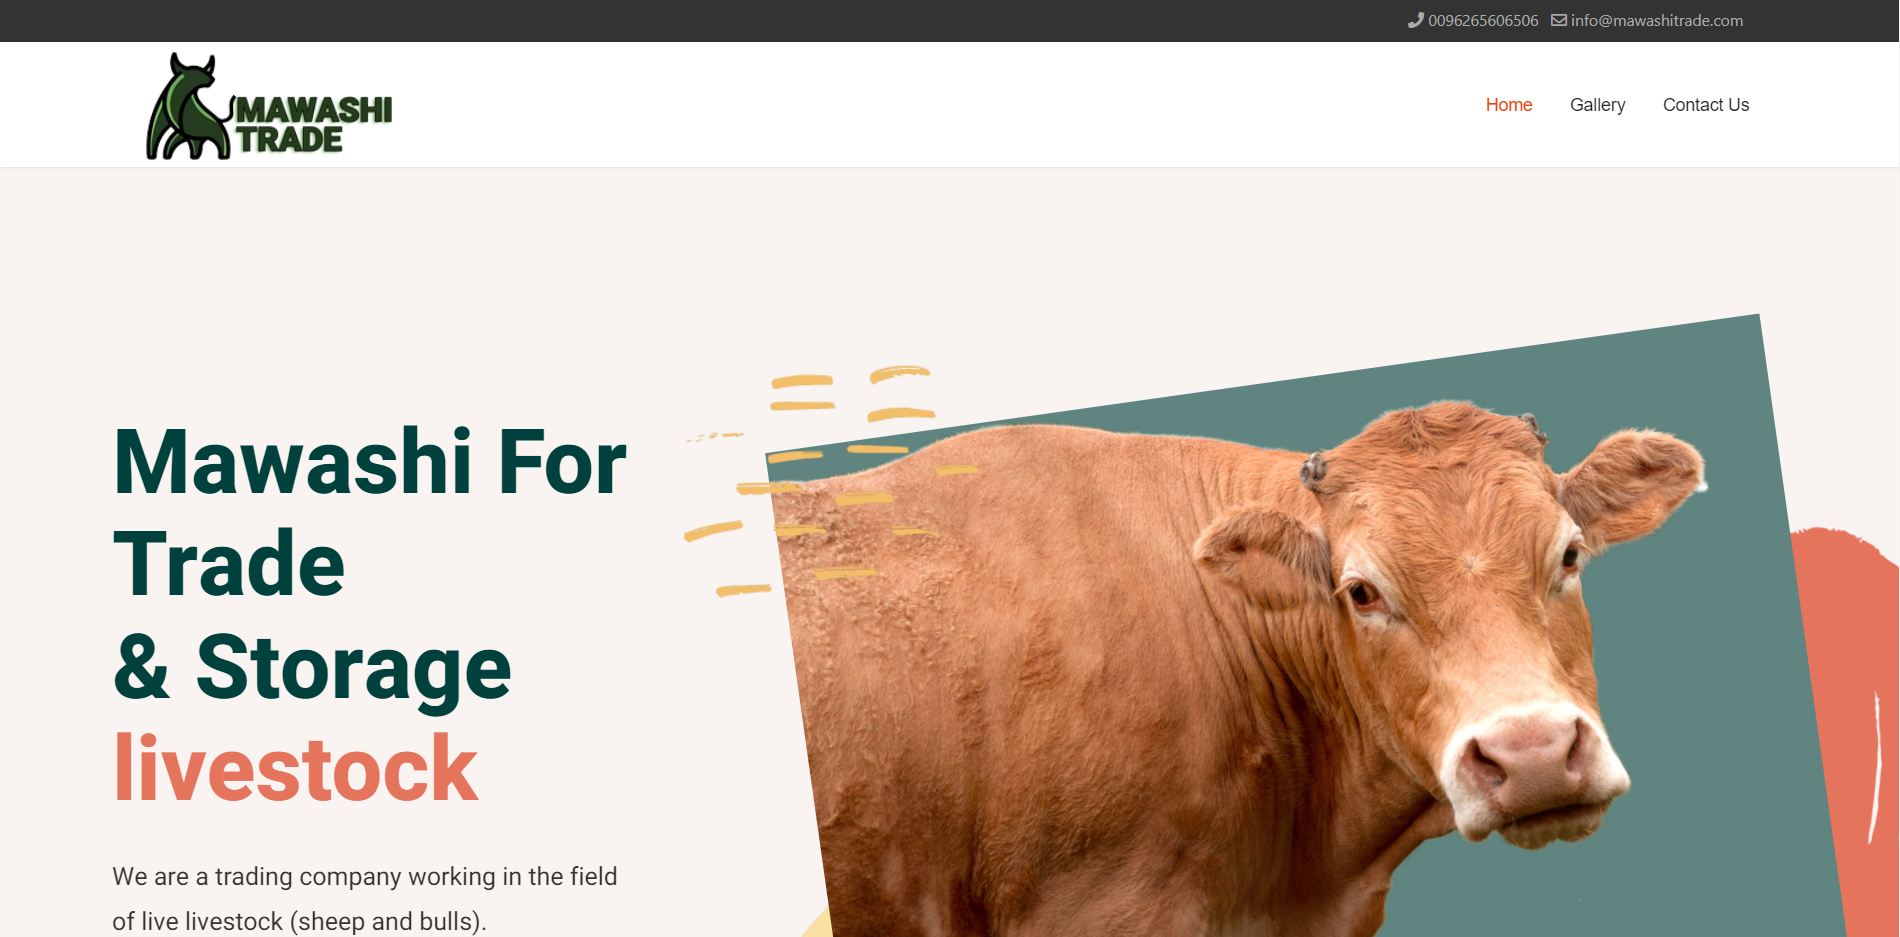 0096265606506 info@mawashitrade.com
MAWASHI
TRADE
Home Gallery Contact Us
Mawashi For
Trade
& Storage
livestock
We are a trading company working in the field
of live livestock (sheep and bulls).